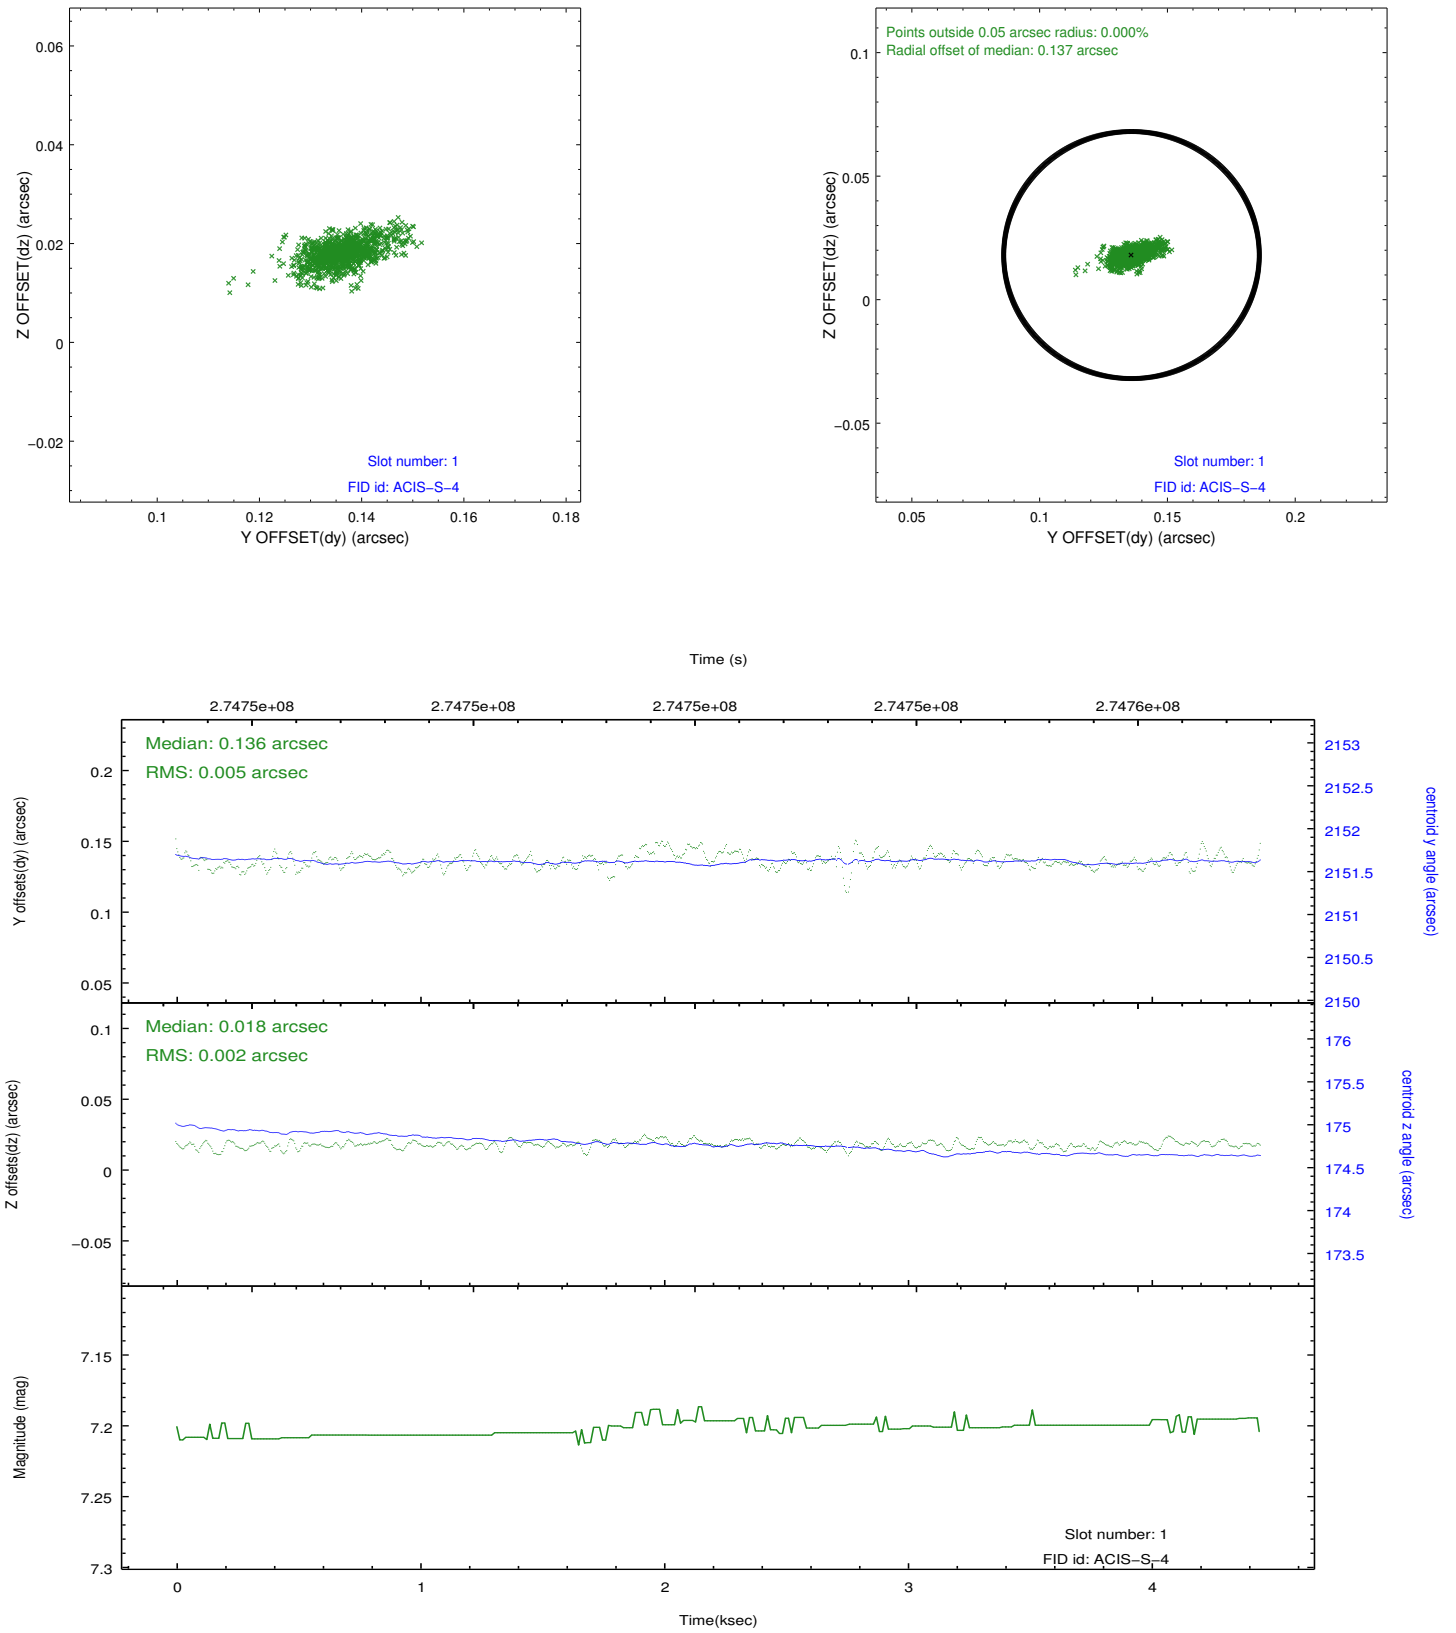 0.06
0.04
0.02
0
−0.02
Z OFFSET(dz) (arcsec)
Slot number: 1
FID id: ACIS−S−4
0.1
0.12
0.14
0.16
0.18
Y OFFSET(dy) (arcsec)
Points outside 0.05 arcsec radius: 0.000%
Radial offset of median: 0.137 arcsec
0.1
0.05
0
−0.05
Z OFFSET(dz) (arcsec)
Slot number: 1
FID id: ACIS−S−4
0.05
0.1
0.15
0.2
Y OFFSET(dy) (arcsec)
Time (s)
2.7475e+08
2.7475e+08
2.7475e+08
2.7475e+08
2.7476e+08
Median: 0.136 arcsec
RMS: 0.005 arcsec
0.2
0.15
0.1
0.05
Y offsets(dy) (arcsec)
2153
2152.5
2152
2151.5
2151
2150.5
2150
centroid y angle (arcsec)
Median: 0.018 arcsec
RMS: 0.002 arcsec
0.1
0.05
0
−0.05
Z offsets(dz) (arcsec)
176
175.5
175
174.5
174
173.5
centroid z angle (arcsec)
7.15
7.2
7.25
7.3
Magnitude (mag)
Slot number: 1
FID id: ACIS−S−4
0
1
2
3
4
Time(ksec)